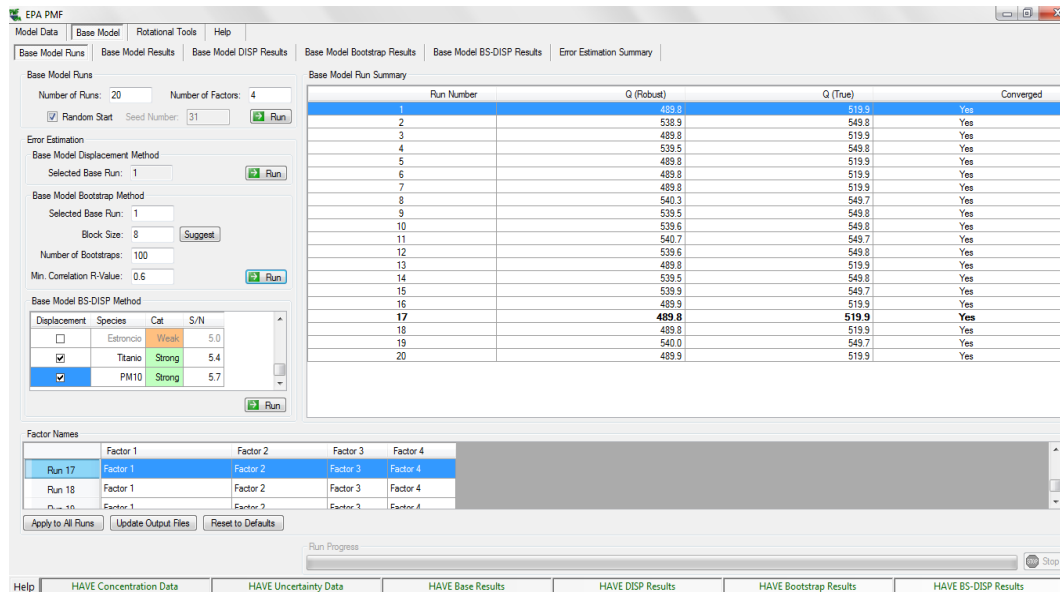 EPA PMF
Model Data Base Model Rotational Tools Help
Base Model Runs Base Model Results Base Model DISP Results Base Model Bootstrap Results Base Model BS-DISP Results Error Estimation Summary
Base Model Runs
Number of Runs: 20 Number of Factors: 4
Random Start Seed Number: 31 Run
Error Estimation
Base Model Displacement Method
Selected Base Run: 1 Run
Base Model Bootstrap Method
Selected Base Run: 1
Block Size: 8 Suggest
Number of Bootstraps: 100
Min. Correlation R-Value: 0.6 Run
Base Model BS-DISP Method
Displacement Species Cat S/N
Estroncio Weak 5.0
Titanio Strong 5.4
PM10 Strong 5.7
Run
Base Model Run Summary
Run Number Q (Robust) Q (True) Converged
1 489.8 519.9 Yes
2 538.9 549.8 Yes
3 489.8 519.9 Yes
4 539.5 549.8 Yes
5 489.8 519.9 Yes
6 489.8 519.9 Yes
7 489.8 519.9 Yes
8 540.3 549.7 Yes
9 539.5 549.8 Yes
10 539.6 549.8 Yes
11 540.7 549.7 Yes
12 539.6 549.8 Yes
13 489.8 519.9 Yes
14 539.5 549.8 Yes
15 539.9 549.7 Yes
16 489.9 519.9 Yes
17 489.8 519.9 Yes
18 489.8 519.9 Yes
19 540.0 549.7 Yes
20 489.9 519.9 Yes
Factor Names
Factor 1 Factor 2 Factor 3 Factor 4
Run 17 Factor 1 Factor 2 Factor 3 Factor 4
Run 18 Factor 1 Factor 2 Factor 3 Factor 4
Run 19 Factor 1 Factor 2 Factor 3 Factor 4
Apply to All Runs Update Output Files Reset to Defaults
Run Progress
Stop
Help HAVE Concentration Data HAVE Uncertainty Data HAVE Base Results HAVE DISP Results HAVE Bootstrap Results HAVE BS-DISP Results